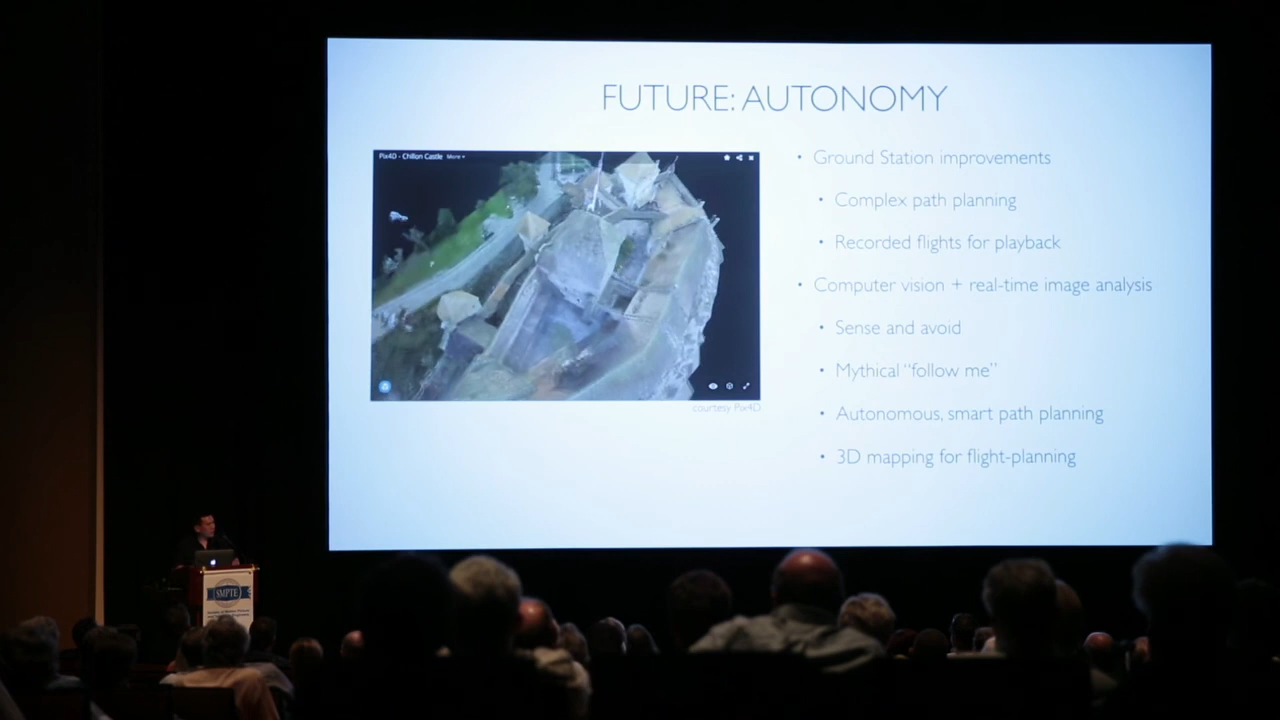 FUTURE: AUTONOMY
Pix4D - Chillon Castle More
courtesy Pix4D
• Ground Station improvements
• Complex path planning
• Recorded flights for playback
• Computer vision + real-time image analysis
• Sense and avoid
• Mythical “follow me”
• Autonomous, smart path planning
• 3D mapping for flight-planning
SMPTE